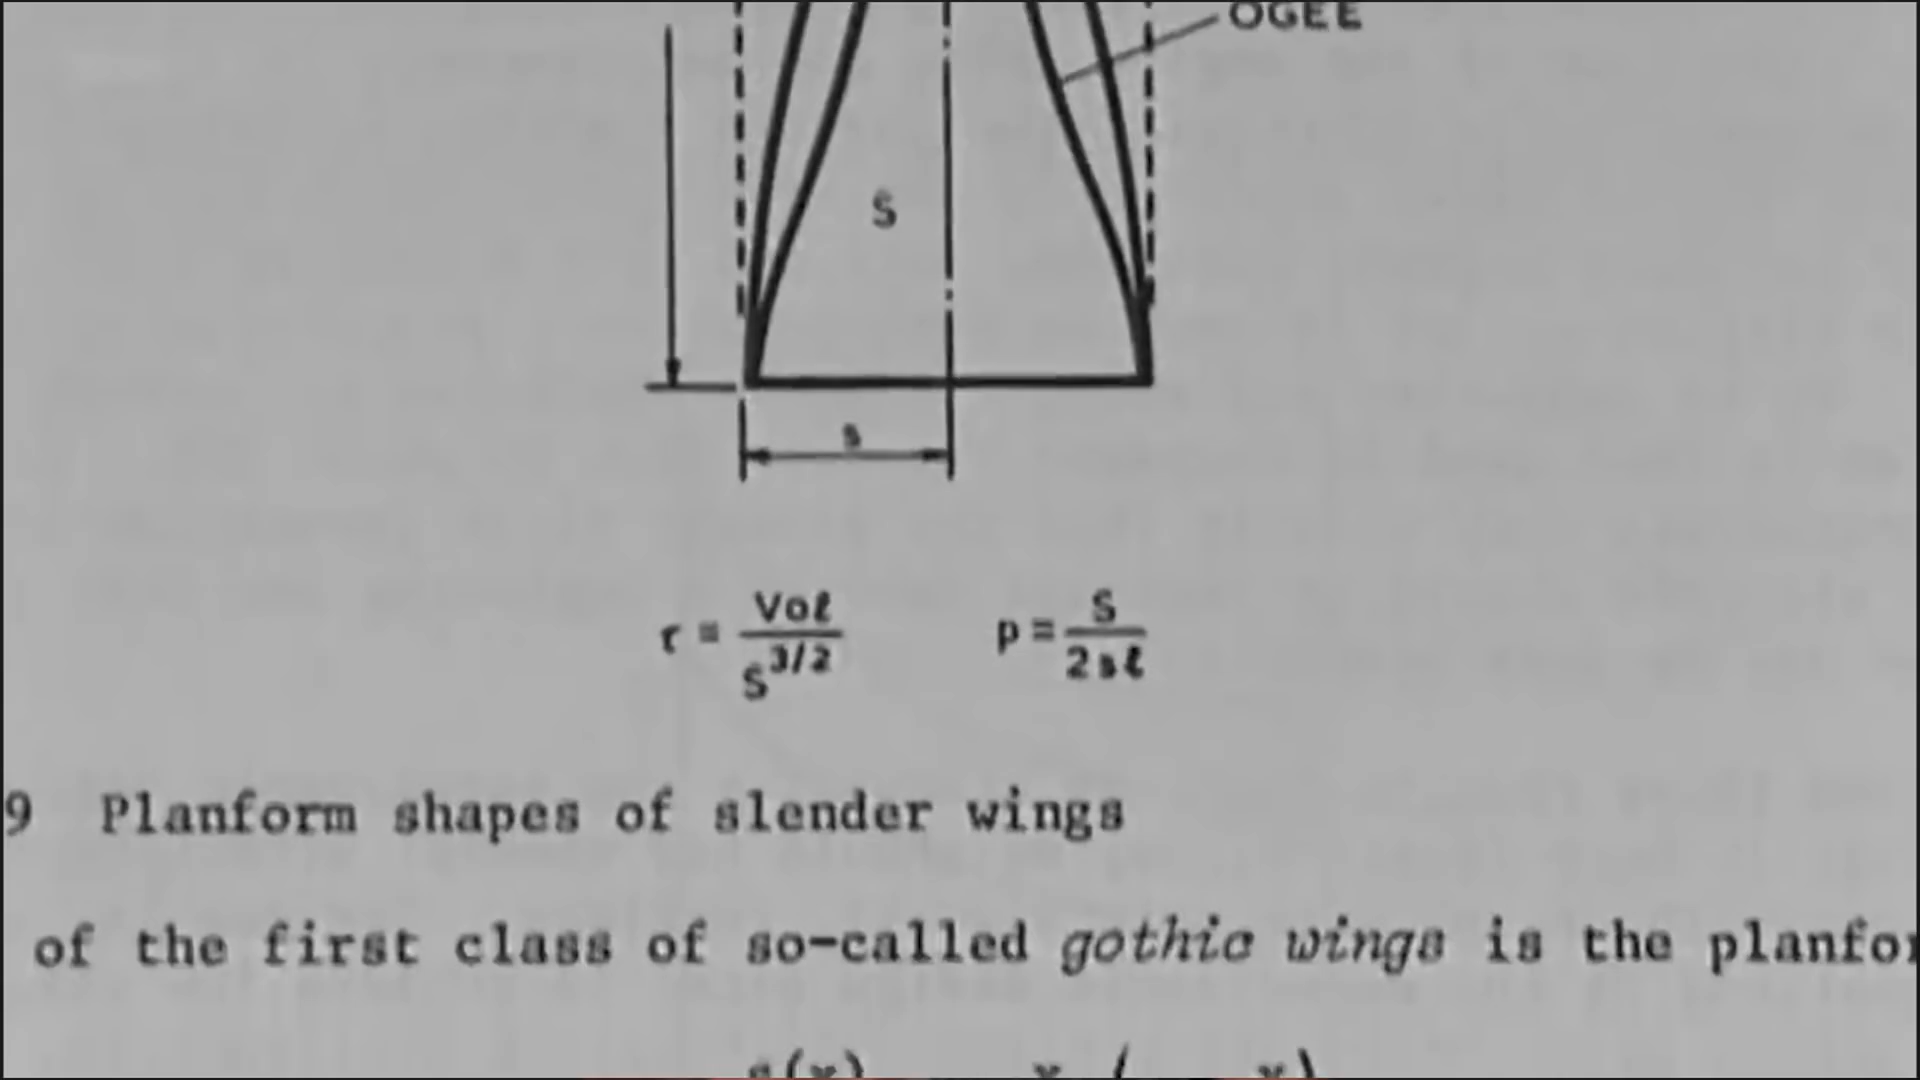 OGEE
S
s
τ ≡ Vol / S^3/2    p ≡ S / 2sℓ
9 Planform shapes of slender wings
of the first class of so-called gothic wings is the